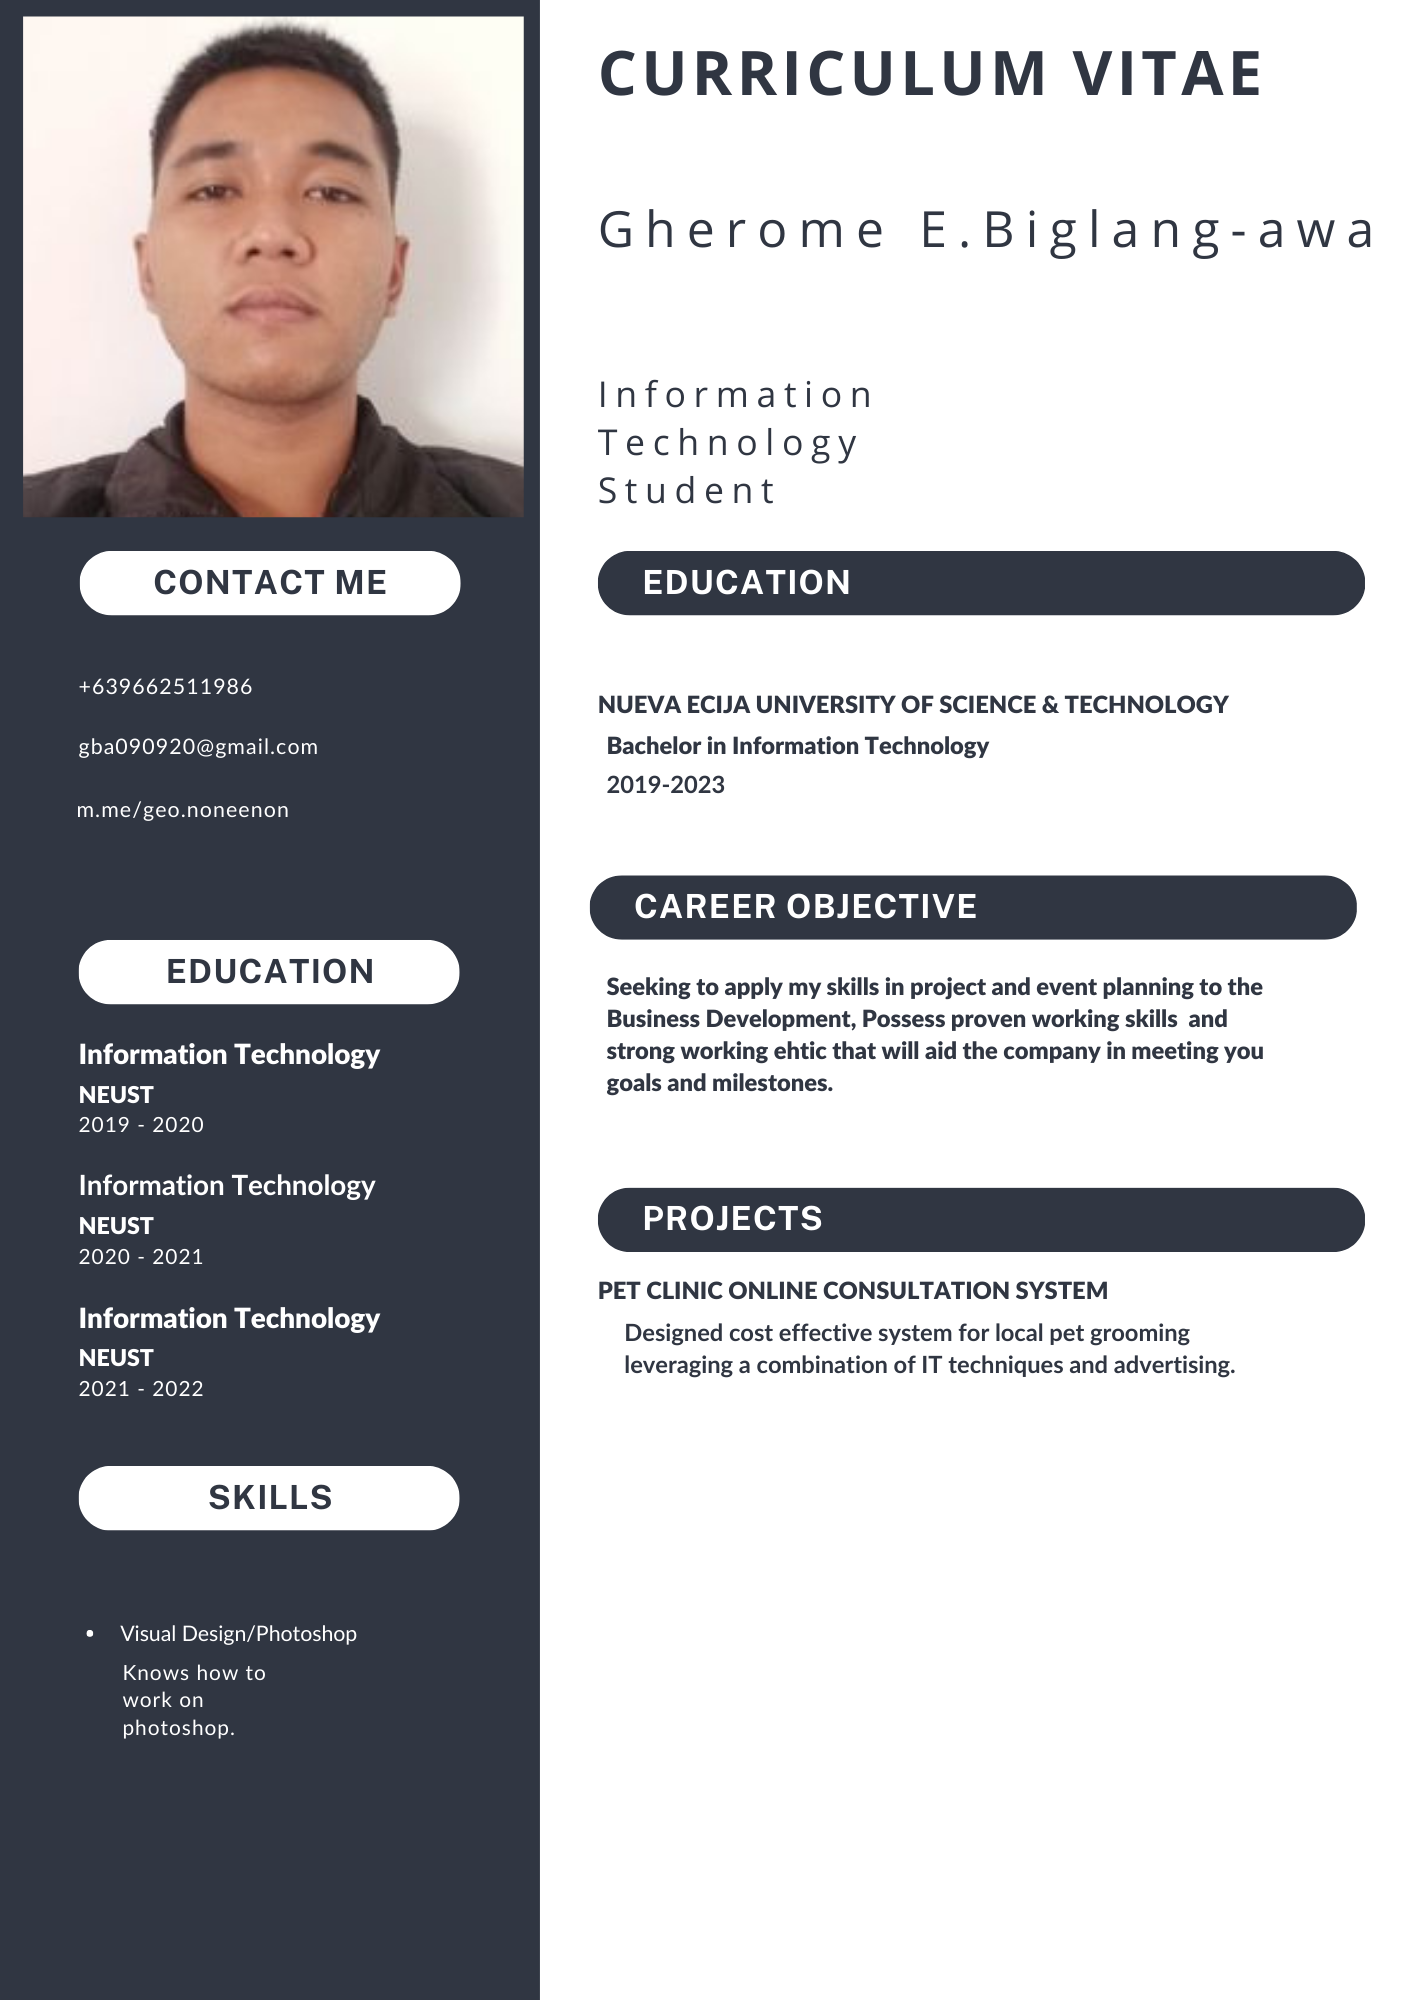 CURRICULUM VITAE
Gherome E.Biglang-awa
Information
Technology
Student
CONTACT ME
+639662511986
gba090920@gmail.com
m.me/geo.noneenon
EDUCATION
Information Technology
NEUST
2019 - 2020
Information Technology
NEUST
2020 - 2021
Information Technology
NEUST
2021 - 2022
SKILLS
• Visual Design/Photoshop
Knows how to
work on
photoshop.
EDUCATION
NUEVA ECIJA UNIVERSITY OF SCIENCE & TECHNOLOGY
Bachelor in Information Technology
2019-2023
CAREER OBJECTIVE
Seeking to apply my skills in project and event planning to the
Business Development, Possess proven working skills  and
strong working ehtic that will aid the company in meeting you
goals and milestones.
PROJECTS
PET CLINIC ONLINE CONSULTATION SYSTEM
Designed cost effective system for local pet grooming
leveraging a combination of IT techniques and advertising.